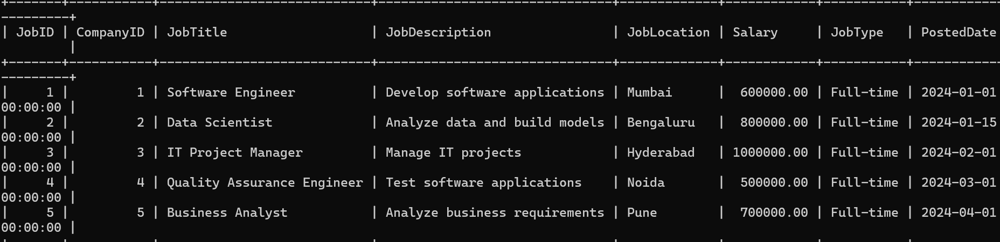 +-------+-----------+----------------------------+-------------------------------+-------------+------------+-----------+-----------
---------+
| JobID | CompanyID | JobTitle                   | JobDescription                | JobLocation | Salary     | JobType   | PostedDate
         |
+-------+-----------+----------------------------+-------------------------------+-------------+------------+-----------+-----------
---------+
|     1 |         1 | Software Engineer          | Develop software applications | Mumbai      |  600000.00 | Full-time | 2024-01-01
00:00:00 |
|     2 |         2 | Data Scientist             | Analyze data and build models | Bengaluru   |  800000.00 | Full-time | 2024-01-15
00:00:00 |
|     3 |         3 | IT Project Manager         | Manage IT projects            | Hyderabad   | 1000000.00 | Full-time | 2024-02-01
00:00:00 |
|     4 |         4 | Quality Assurance Engineer | Test software applications    | Noida       |  500000.00 | Full-time | 2024-03-01
00:00:00 |
|     5 |         5 | Business Analyst           | Analyze business requirements | Pune        |  700000.00 | Full-time | 2024-04-01
00:00:00 |
+-------+-----------+----------------------------+-------------------------------+-------------+------------+-----------+-----------